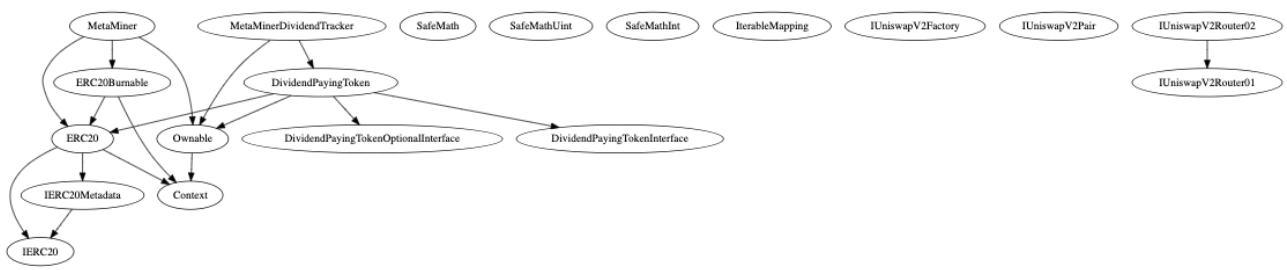 MetaMiner
MetaMinerDividendTracker
SafeMath
SafeMathUint
SafeMathInt
IterableMapping
IUniswapV2Factory
IUniswapV2Pair
IUniswapV2Router02
ERC20Burnable
DividendPayingToken
IUniswapV2Router01
ERC20
Ownable
DividendPayingTokenOptionalInterface
DividendPayingTokenInterface
IERC20Metadata
Context
IERC20